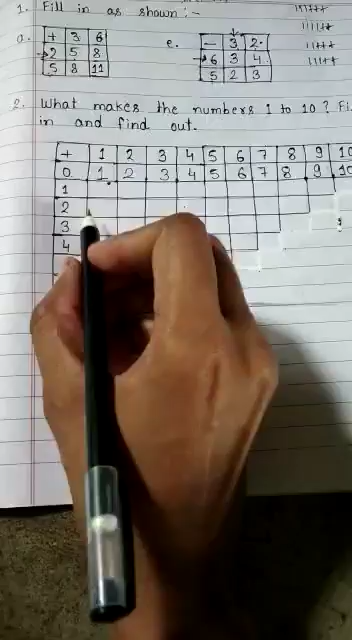 1. Fill in as shown :-
a. + 3 6
2 5 8
5 8 11
e. - 3 2
6 3 4
5 2 3
2. What makes the numbers 1 to 10 ? Fi
in and find out.
+ 1 2 3 4 5 6 7 8 9 10
0 1 2 3 4 5 6 7 8 9 10
1
2
3
4